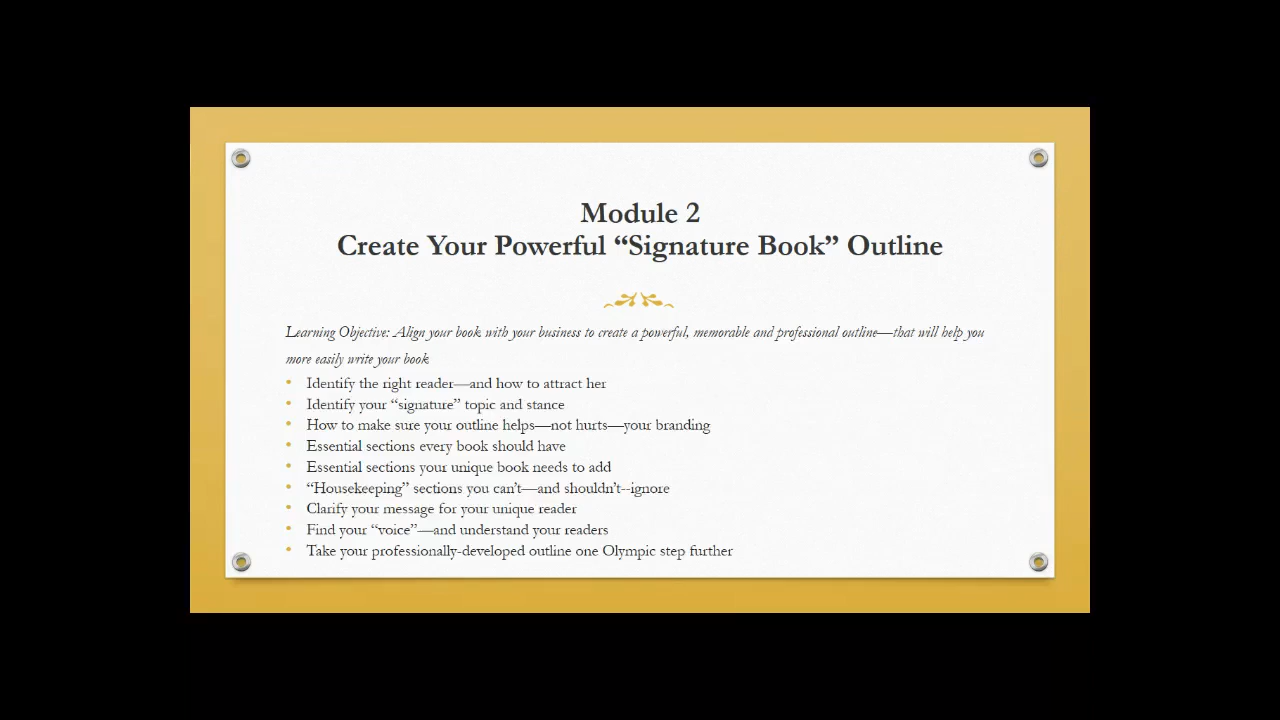 Module 2
Create Your Powerful “Signature Book” Outline
Learning Objective: Align your book with your business to create a powerful, memorable and professional outline—that will help you
more easily write your book
• Identify the right reader—and how to attract her
• Identify your “signature” topic and stance
• How to make sure your outline helps—not hurts—your branding
• Essential sections every book should have
• Essential sections your unique book needs to add
• “Housekeeping” sections you can’t—and shouldn’t--ignore
• Clarify your message for your unique reader
• Find your “voice”—and understand your readers
• Take your professionally-developed outline one Olympic step further